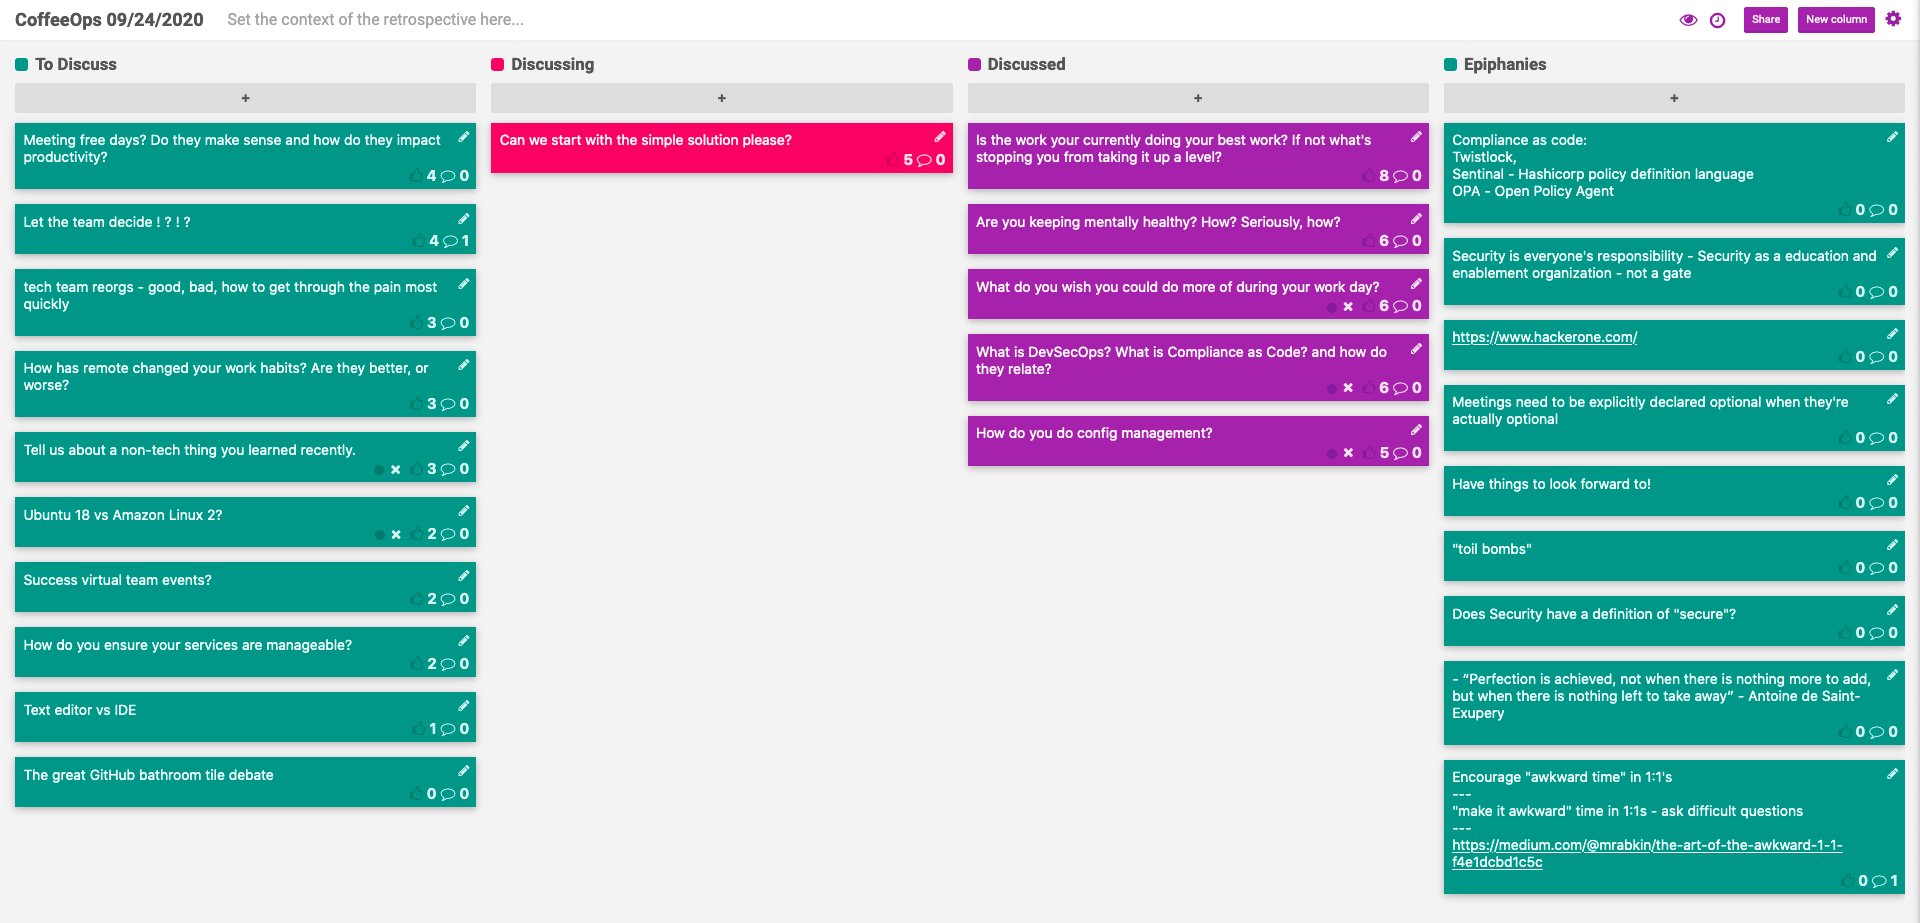 CoffeeOps 09/24/2020
Set the context of the retrospective here...
Share
New column
To Discuss
+
Meeting free days? Do they make sense and how do they impact
productivity?
4 0
Let the team decide ! ? ! ?
4 1
tech team reorgs - good, bad, how to get through the pain most
quickly
3 0
How has remote changed your work habits? Are they better, or
worse?
3 0
Tell us about a non-tech thing you learned recently.
3 0
Ubuntu 18 vs Amazon Linux 2?
2 0
Success virtual team events?
2 0
How do you ensure your services are manageable?
2 0
Text editor vs IDE
1 0
The great GitHub bathroom tile debate
0 0
Discussing
+
Can we start with the simple solution please?
5 0
Discussed
+
Is the work your currently doing your best work? If not what's
stopping you from taking it up a level?
8 0
Are you keeping mentally healthy? How? Seriously, how?
6 0
What do you wish you could do more of during your work day?
6 0
What is DevSecOps? What is Compliance as Code? and how do
they relate?
6 0
How do you do config management?
5 0
Epiphanies
+
Compliance as code:
Twistlock,
Sentinal - Hashicorp policy definition language
OPA - Open Policy Agent
0 0
Security is everyone's responsibility - Security as a education and
enablement organization - not a gate
0 0
https://www.hackerone.com/
0 0
Meetings need to be explicitly declared optional when they're
actually optional
0 0
Have things to look forward to!
0 0
"toil bombs"
0 0
Does Security have a definition of "secure"?
0 0
- “Perfection is achieved, not when there is nothing more to add,
but when there is nothing left to take away” - Antoine de Saint-
Exupery
0 0
Encourage "awkward time" in 1:1's
---
"make it awkward" time in 1:1s - ask difficult questions
---
https://medium.com/@mrabkin/the-art-of-the-awkward-1-1-
f4e1dcbd1c5c
0 1